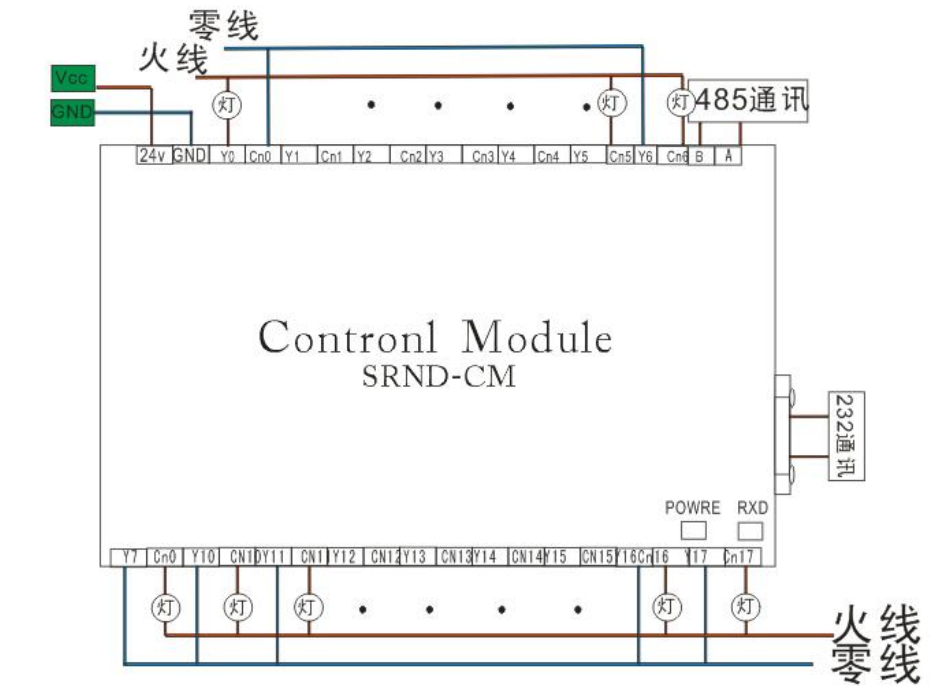 零线
火线
Vcc
GND
灯 灯 灯 485通讯
24v GND Y0 Cn0 Y1 Cn1 Y2 Cn2 Y3 Cn3 Y4 Cn4 Y5 Cn5 Y6 Cn6 B A
Contronl Module
SRND-CM
232通讯
POWRE RXD
Y7 Cn0 Y10 CN10 Y11 CN11 Y12 CN12 Y13 CN13 Y14 CN14 Y15 CN15 Y16 Cn16 Y17 Cn17
灯 灯 灯 灯 灯
火线
零线